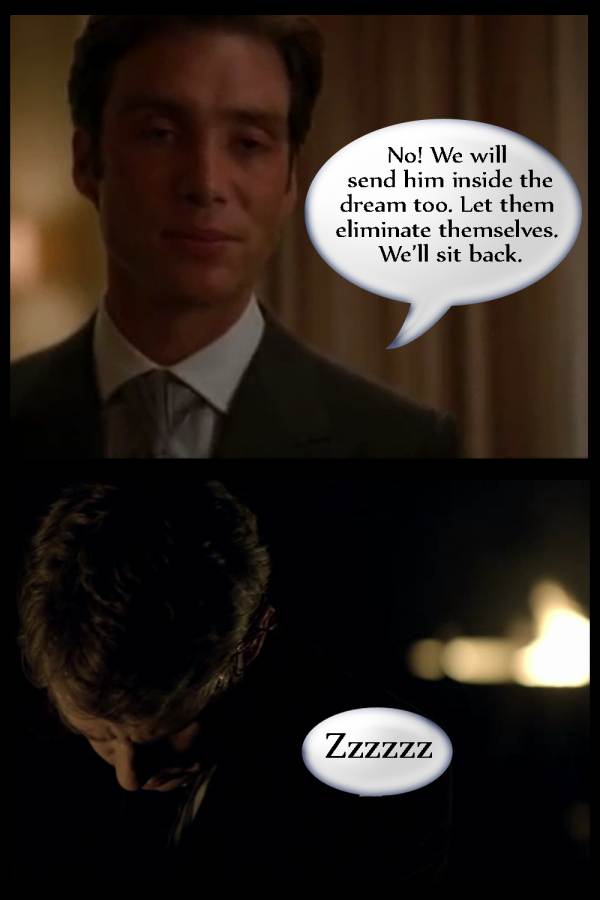 No! We will
send him inside the
dream too. Let them
eliminate themselves.
We'll sit back.
Zzzzzz